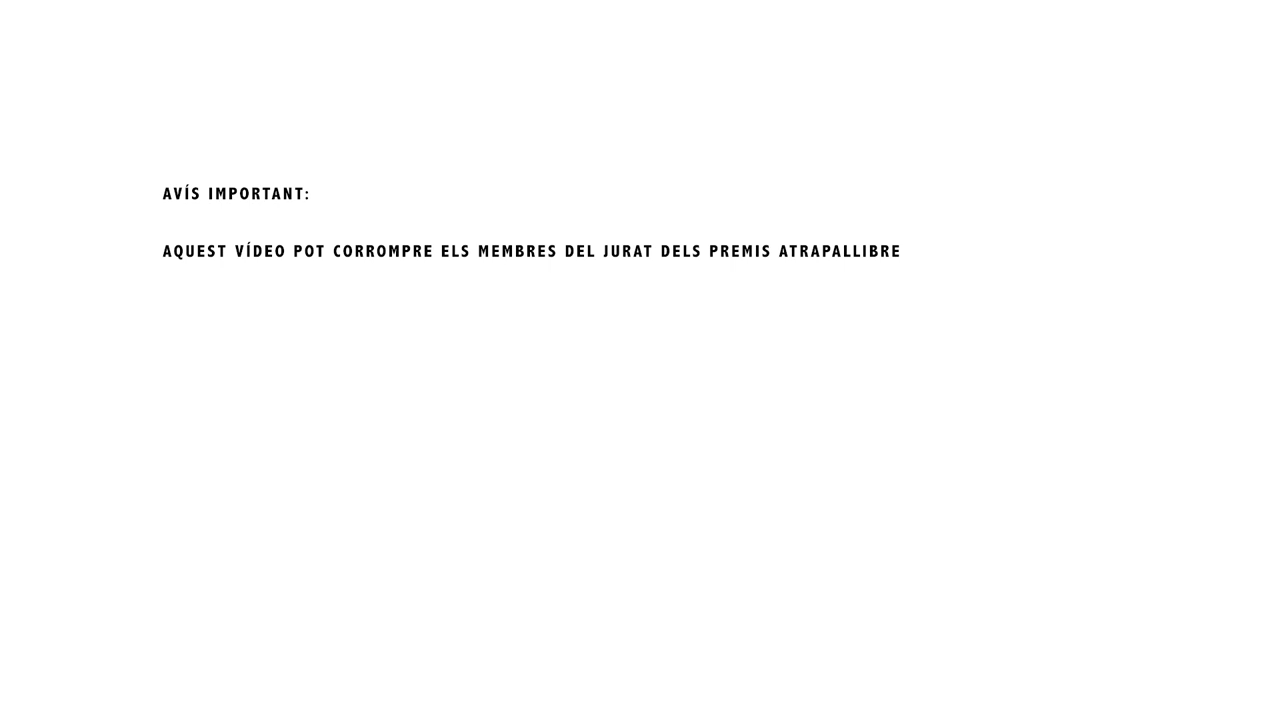 AVÍS IMPORTANT:
AQUEST VÍDEO POT CORROMPRE ELS MEMBRES DEL JURAT DELS PREMIS ATRAPALLIBRE